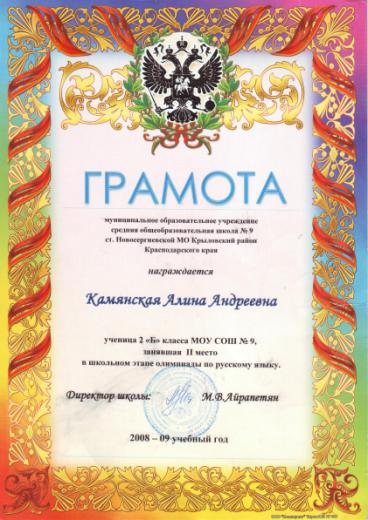 ГРАМОТА
муниципальное образовательное учреждение
средняя общеобразовательная школа № 9
ст. Новосергиевской МО Крыловский район
Краснодарского края
награждается
Камянская Алина Андреевна
ученица 2 «Б» класса МОУ СОШ № 9,
занявшая II место
в школьном этапе олимпиады по русскому языку.
Директор школы: М.В.Айрапетян
2008 – 09 учебный год